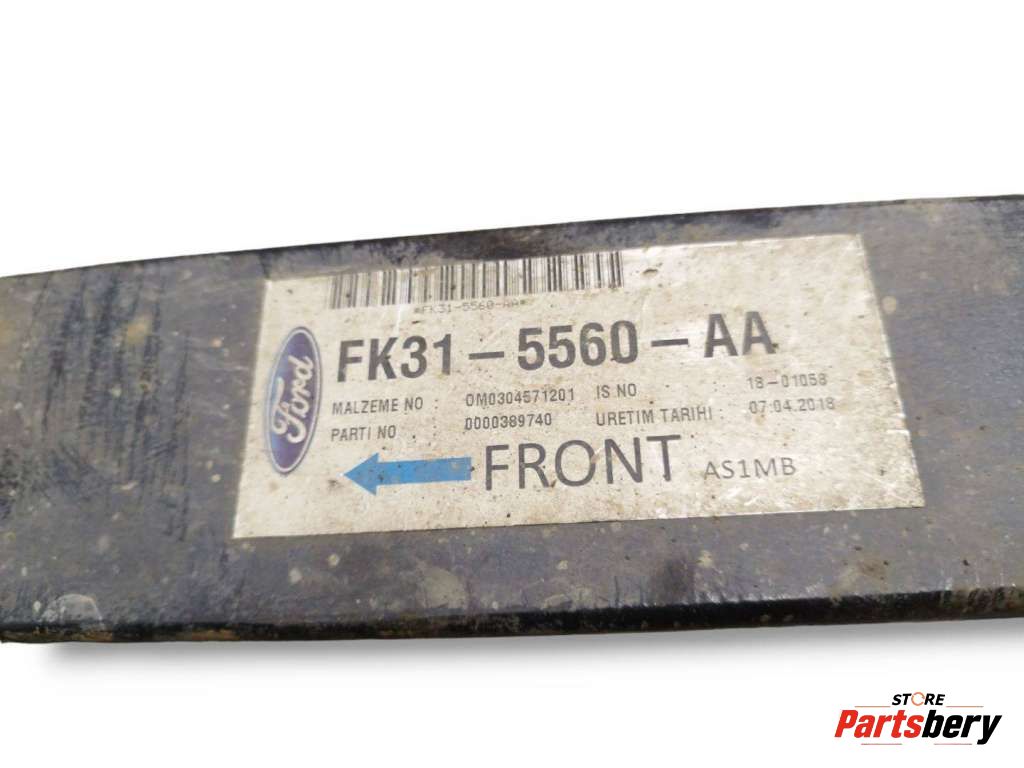 *FK31-5560-AA*
Ford
FK31-5560-AA
MALZEME NO : 0M0304571201 IS NO : 18-01058
PARTI NO : 0000389740 URETIM TARIHI : 07.04.2018
FRONT AS1MB
STORE
Partsbery